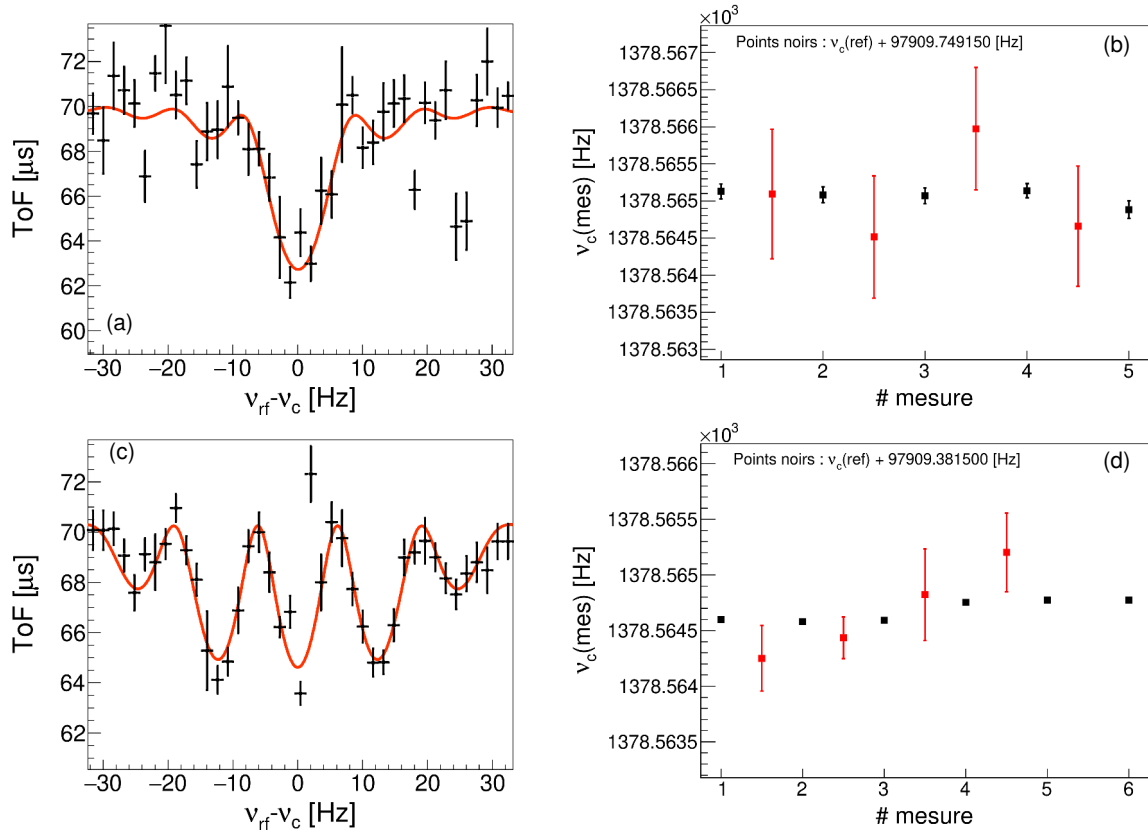 ToF [μs]
72
70
68
66
64
62
60
(a)
−30 −20 −10 0 10 20 30
ν_rf-ν_c [Hz]
×10³
Points noirs : ν_c(ref) + 97909.749150 [Hz]
(b)
ν_c(mes) [Hz]
1378.567
1378.5665
1378.566
1378.5655
1378.565
1378.5645
1378.564
1378.5635
1378.563
1 2 3 4 5
# mesure
(c)
ToF [μs]
72
70
68
66
64
62
−30 −20 −10 0 10 20 30
ν_rf-ν_c [Hz]
×10³
Points noirs : ν_c(ref) + 97909.381500 [Hz]
(d)
ν_c(mes) [Hz]
1378.566
1378.5655
1378.565
1378.5645
1378.564
1378.5635
1 2 3 4 5 6
# mesure